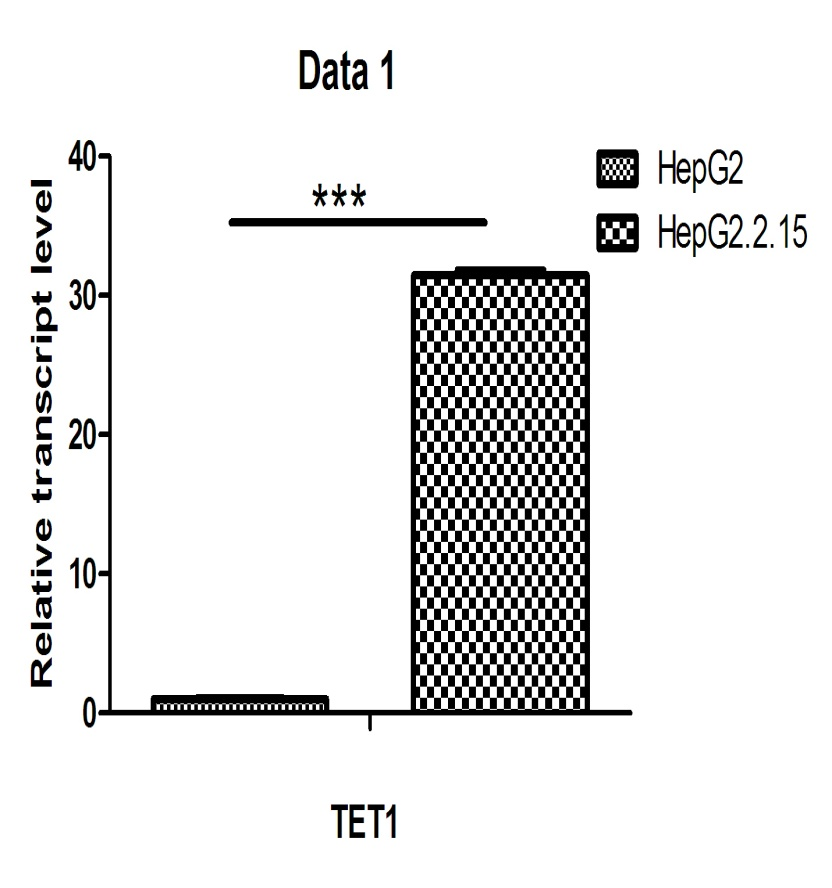 Data 1
Relative transcript level
40
30
20
10
0
***
HepG2
HepG2.2.15
TET1